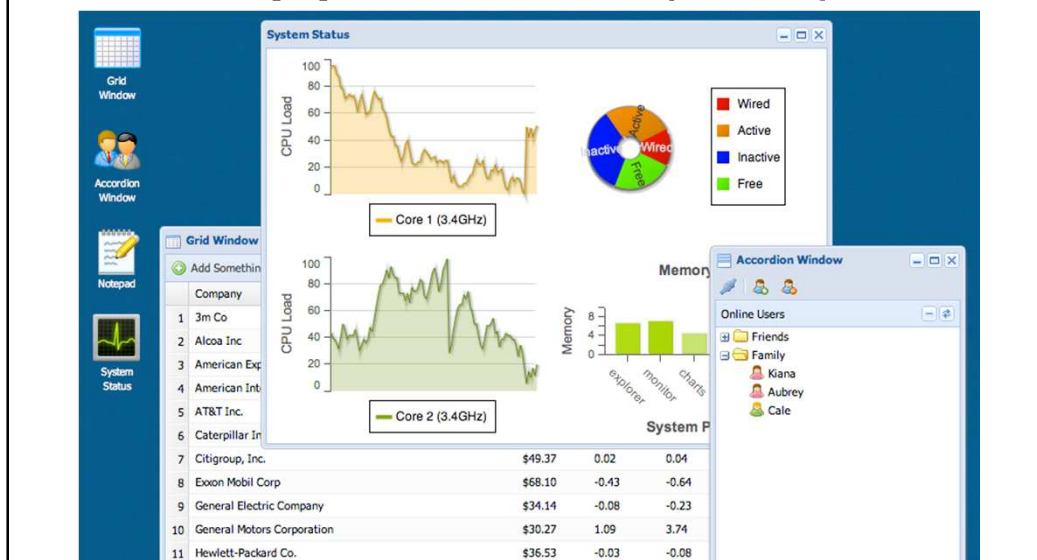 Grid
Window
Accordion
Window
Notepad
System
Status
System Status
100
80
60
40
20
0
CPU Load
Core 1 (3.4GHz)
Active
Wired
Free
Wired
Active
Inactive
Free
100
80
60
40
20
0
CPU Load
Core 2 (3.4GHz)
Memory
8
4
0
Memory
explorer
monitor
charts
System P
Grid Window
Add Somethin
Company
1 3m Co
2 Alcoa Inc
3 American Exp
4 American Int
5 AT&T Inc.
6 Caterpillar In
7 Citigroup, Inc. $49.37 0.02 0.04
8 Exxon Mobil Corp $68.10 -0.43 -0.64
9 General Electric Company $34.14 -0.08 -0.23
10 General Motors Corporation $30.27 1.09 3.74
11 Hewlett-Packard Co. $36.53 -0.03 -0.08
Accordion Window
Online Users
Friends
Family
Kiana
Aubrey
Cale